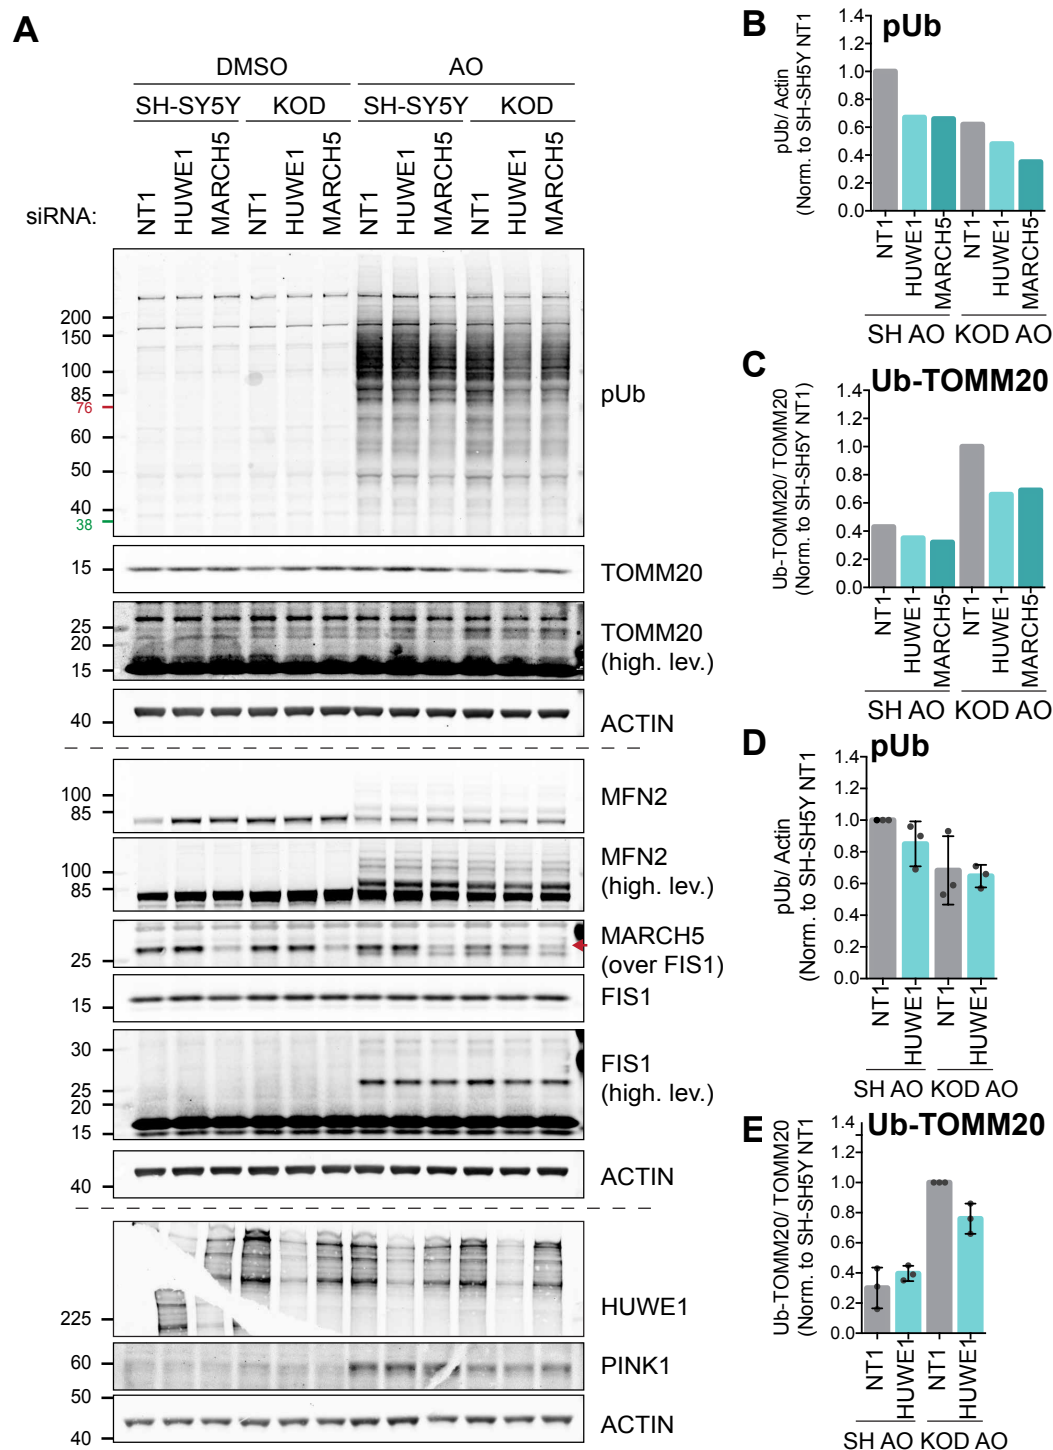 A
DMSO AO
SH-SY5Y KOD SH-SY5Y KOD
siRNA: NT1 HUWE1 MARCH5 NT1 HUWE1 MARCH5 NT1 HUWE1 MARCH5 NT1 HUWE1 MARCH5
200
150
100
85
76
60
50
40
38
pUb
15
TOMM20
25
20
15
TOMM20
(high. lev.)
40
ACTIN
100
85
MFN2
100
85
MFN2
(high. lev.)
25
MARCH5
(over FIS1)
15
FIS1
30
25
20
15
FIS1
(high. lev.)
40
ACTIN
225
HUWE1
60
PINK1
50
40
ACTIN
B
pUb
pUb/ Actin
(Norm. to SH-SH5Y NT1
1.4
1.2
1.0
0.8
0.6
0.4
0.2
0.0
NT1 HUWE1 MARCH5 NT1 HUWE1 MARCH5
SH AO KOD AO
C
Ub-TOMM20
Ub-TOMM20/ TOMM20
(Norm. to SH-SH5Y NT1)
1.4
1.2
1.0
0.8
0.6
0.4
0.2
0.0
NT1 HUWE1 MARCH5 NT1 HUWE1 MARCH5
SH AO KOD AO
D
pUb
pUb/ Actin
(Norm. to SH-SH5Y NT1
1.4
1.2
1.0
0.8
0.6
0.4
0.2
0.0
NT1 HUWE1 NT1 HUWE1
SH AO KOD AO
E
Ub-TOMM20
Ub-TOMM20/ TOMM20
(Norm. to SH-SH5Y NT1
1.4
1.2
1.0
0.8
0.6
0.4
0.2
0.0
NT1 HUWE1 NT1 HUWE1
SH AO KOD AO